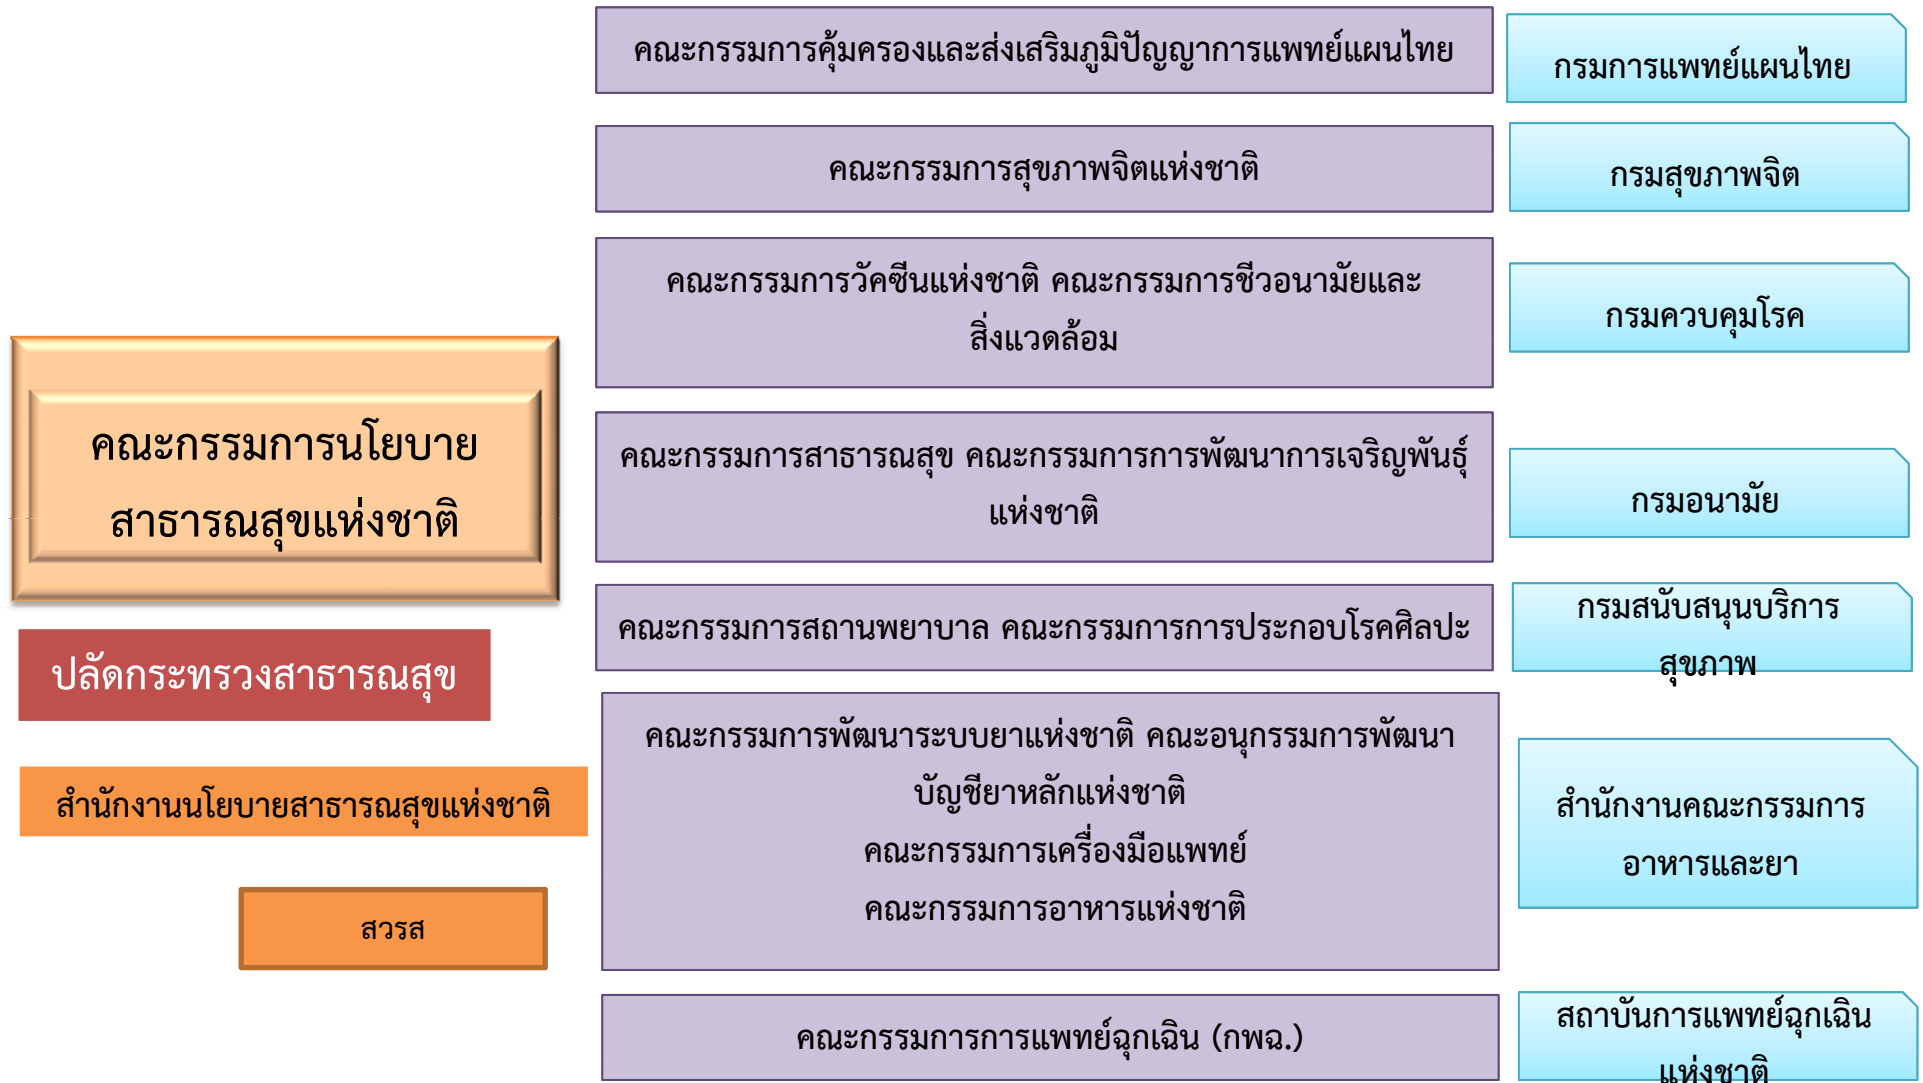 คณะกรรมการคุ้มครองและส่งเสริมภูมิปัญญาการแพทย์แผนไทย
กรมการแพทย์แผนไทย
คณะกรรมการสุขภาพจิตแห่งชาติ
กรมสุขภาพจิต
คณะกรรมการวัคซีนแห่งชาติ คณะกรรมการชีวอนามัยและ
สิ่งแวดล้อม
กรมควบคุมโรค
คณะกรรมการนโยบาย
สาธารณสุขแห่งชาติ
คณะกรรมการสาธารณสุข คณะกรรมการการพัฒนาการเจริญพันธุ์
แห่งชาติ
กรมอนามัย
คณะกรรมการสถานพยาบาล คณะกรรมการการประกอบโรคศิลปะ
กรมสนับสนุนบริการ
สุขภาพ
ปลัดกระทรวงสาธารณสุข
สำนักงานนโยบายสาธารณสุขแห่งชาติ
สวรส
คณะกรรมการพัฒนาระบบยาแห่งชาติ คณะอนุกรรมการพัฒนา
บัญชียาหลักแห่งชาติ
คณะกรรมการเครื่องมือแพทย์
คณะกรรมการอาหารแห่งชาติ
สำนักงานคณะกรรมการ
อาหารและยา
คณะกรรมการการแพทย์ฉุกเฉิน (กพฉ.)
สถาบันการแพทย์ฉุกเฉิน
แห่งชาติ